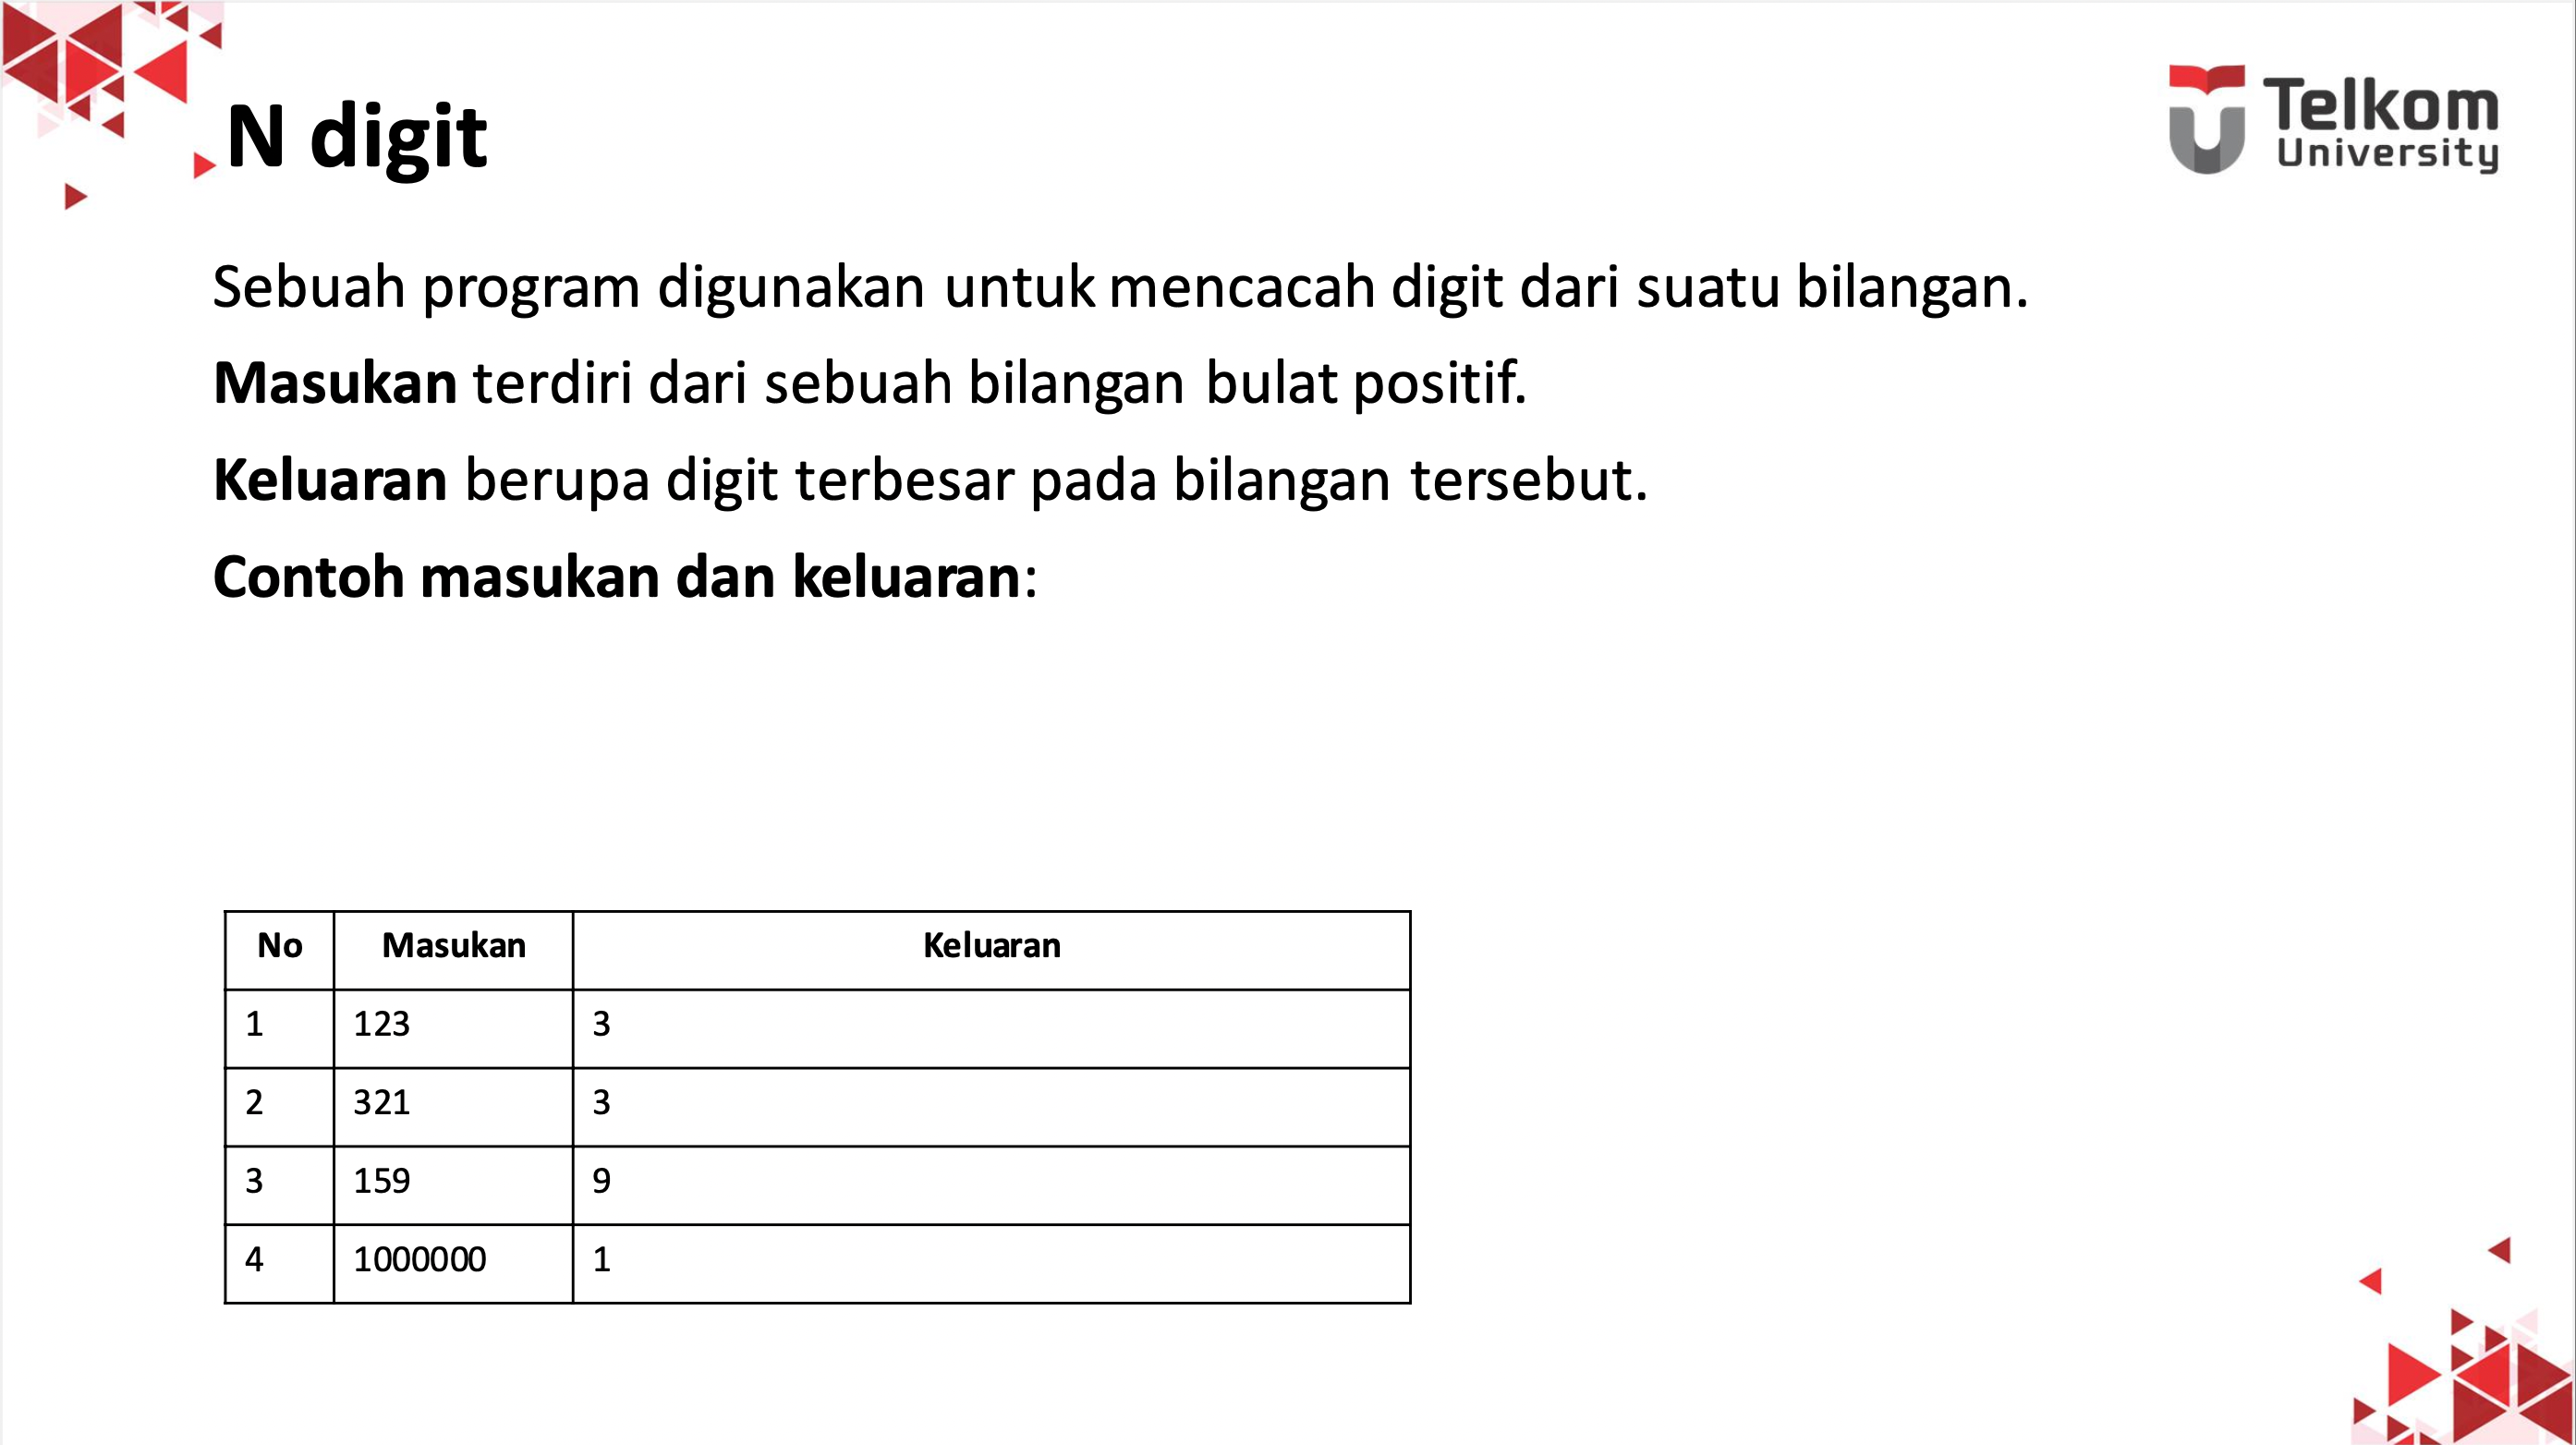 N digit
Telkom
University
Sebuah program digunakan untuk mencacah digit dari suatu bilangan.
Masukan terdiri dari sebuah bilangan bulat positif.
Keluaran berupa digit terbesar pada bilangan tersebut.
Contoh masukan dan keluaran:
No Masukan Keluaran
1 123 3
2 321 3
3 159 9
4 1000000 1